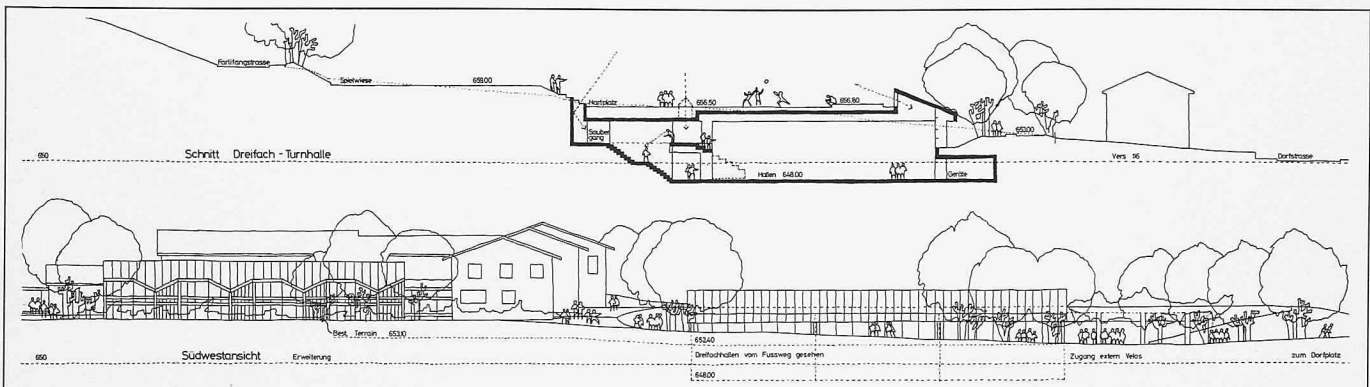 Farlifangstrasse
Spielwiese 659.00
Hartplatz 656.50 656.80
Sauber
gang
653.00
650 Schnitt Dreifach - Turnhalle Vers. 116 Dorfstrasse
Hallen 648.00 Geräte
Best. Terrain 653.10
652.40
650 Südwestansicht Erweiterung Dreifachhallen vom Fussweg gesehen Zugang extern Velos zum Dorfplatz
648.00